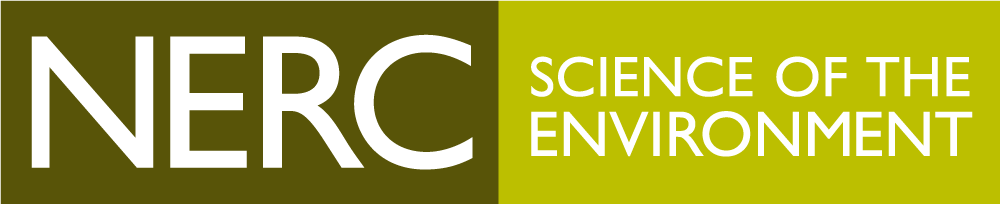 NERC
SCIENCE OF THE
ENVIRONMENT